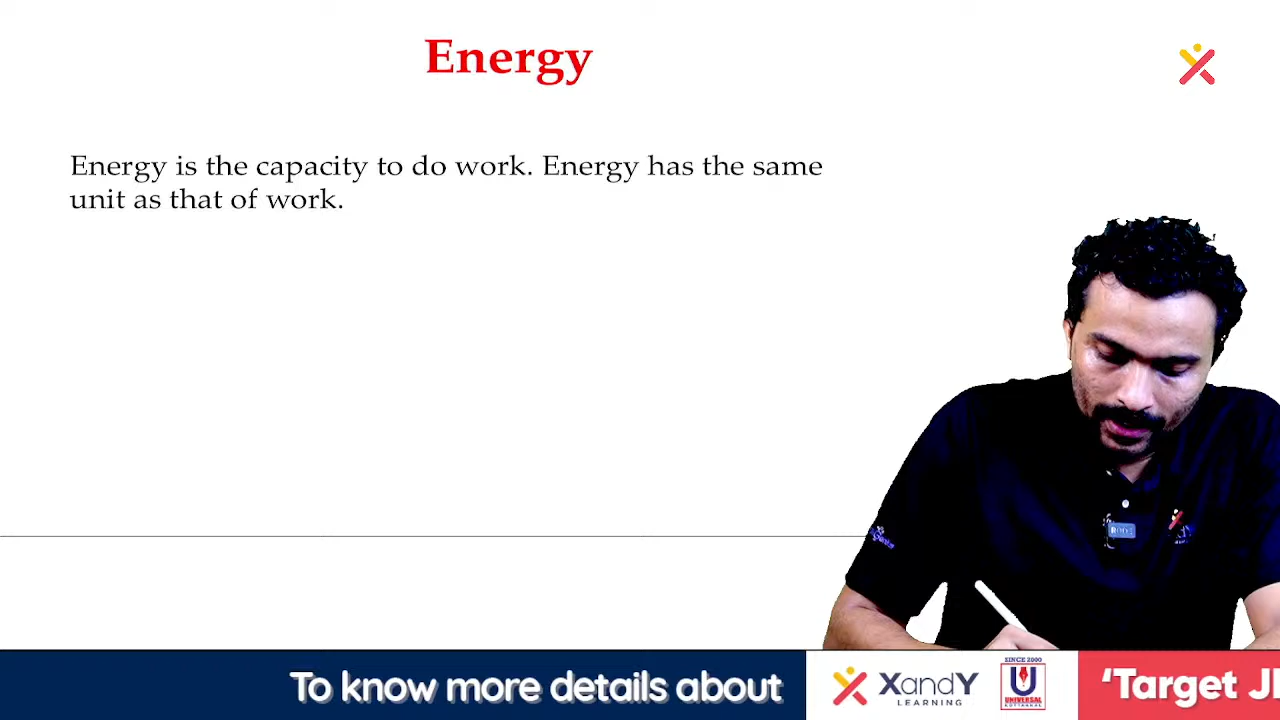 Energy
Energy is the capacity to do work. Energy has the same
unit as that of work.
To know more details about
XandY
LEARNING
SINCE 2000
U
UNIVERSAL
KOTTAKKAL
'Target J